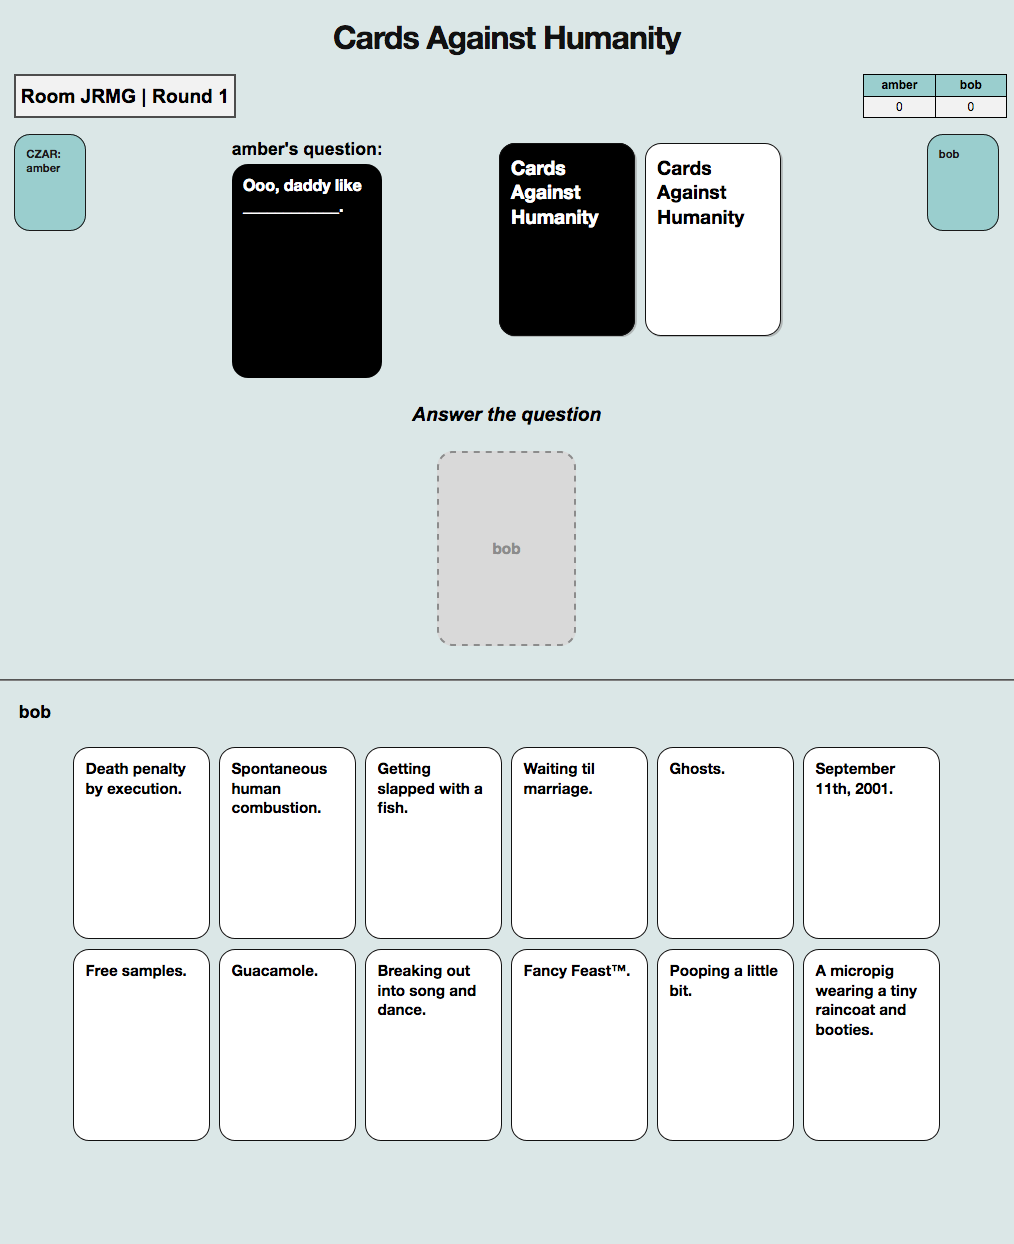 Cards Against Humanity
Room JRMG | Round 1
amber bob
0 0
CZAR:
amber
amber's question:
Ooo, daddy like
____________.
Cards
Against
Humanity
Cards
Against
Humanity
bob
Answer the question
bob
bob
Death penalty
by execution.
Spontaneous
human
combustion.
Getting
slapped with a
fish.
Waiting til
marriage.
Ghosts.
September
11th, 2001.
Free samples.
Guacamole.
Breaking out
into song and
dance.
Fancy Feast™.
Pooping a little
bit.
A micropig
wearing a tiny
raincoat and
booties.